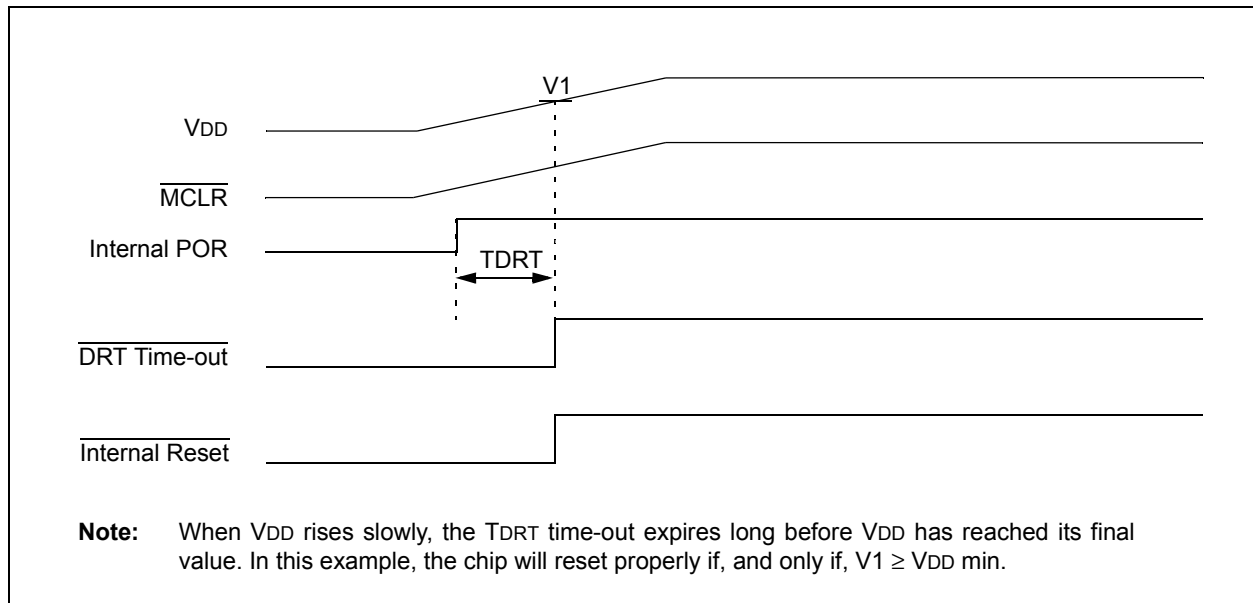 V1
VDD
MCLR
Internal POR
TDRT
DRT Time-out
Internal Reset
Note: When VDD rises slowly, the TDRT time-out expires long before VDD has reached its final
value. In this example, the chip will reset properly if, and only if, V1 ≥ VDD min.